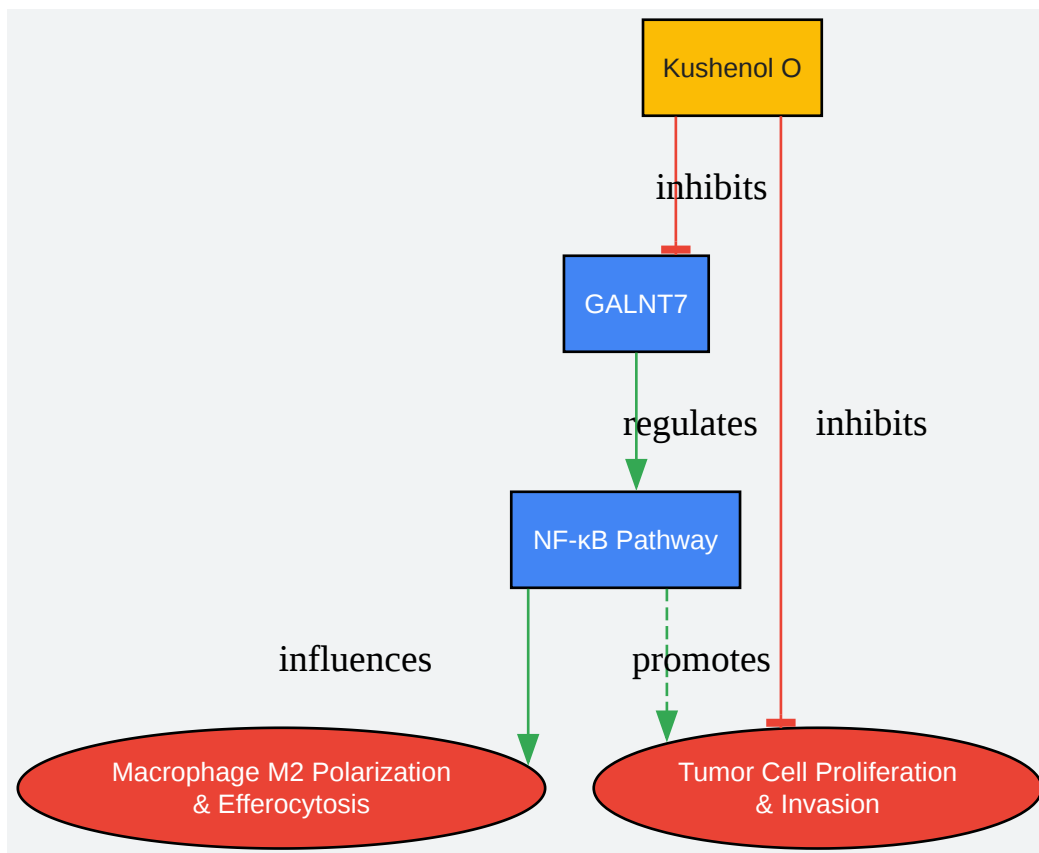 Kushenol O
inhibits
GALNT7
regulates
inhibits
NF-κB Pathway
influences
promotes
Macrophage M2 Polarization
& Efferocytosis
Tumor Cell Proliferation
& Invasion